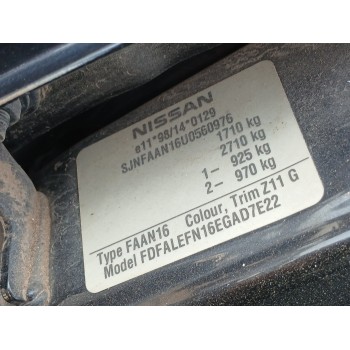 NISSAN
e11*98/14*0129
SJNFAAN16U0560976
1710 kg
2710 kg
1- 925 kg
2- 970 kg
Type FAAN16 Colour, Trim Z11 G
Model FDFALEFN16EGAD7E22